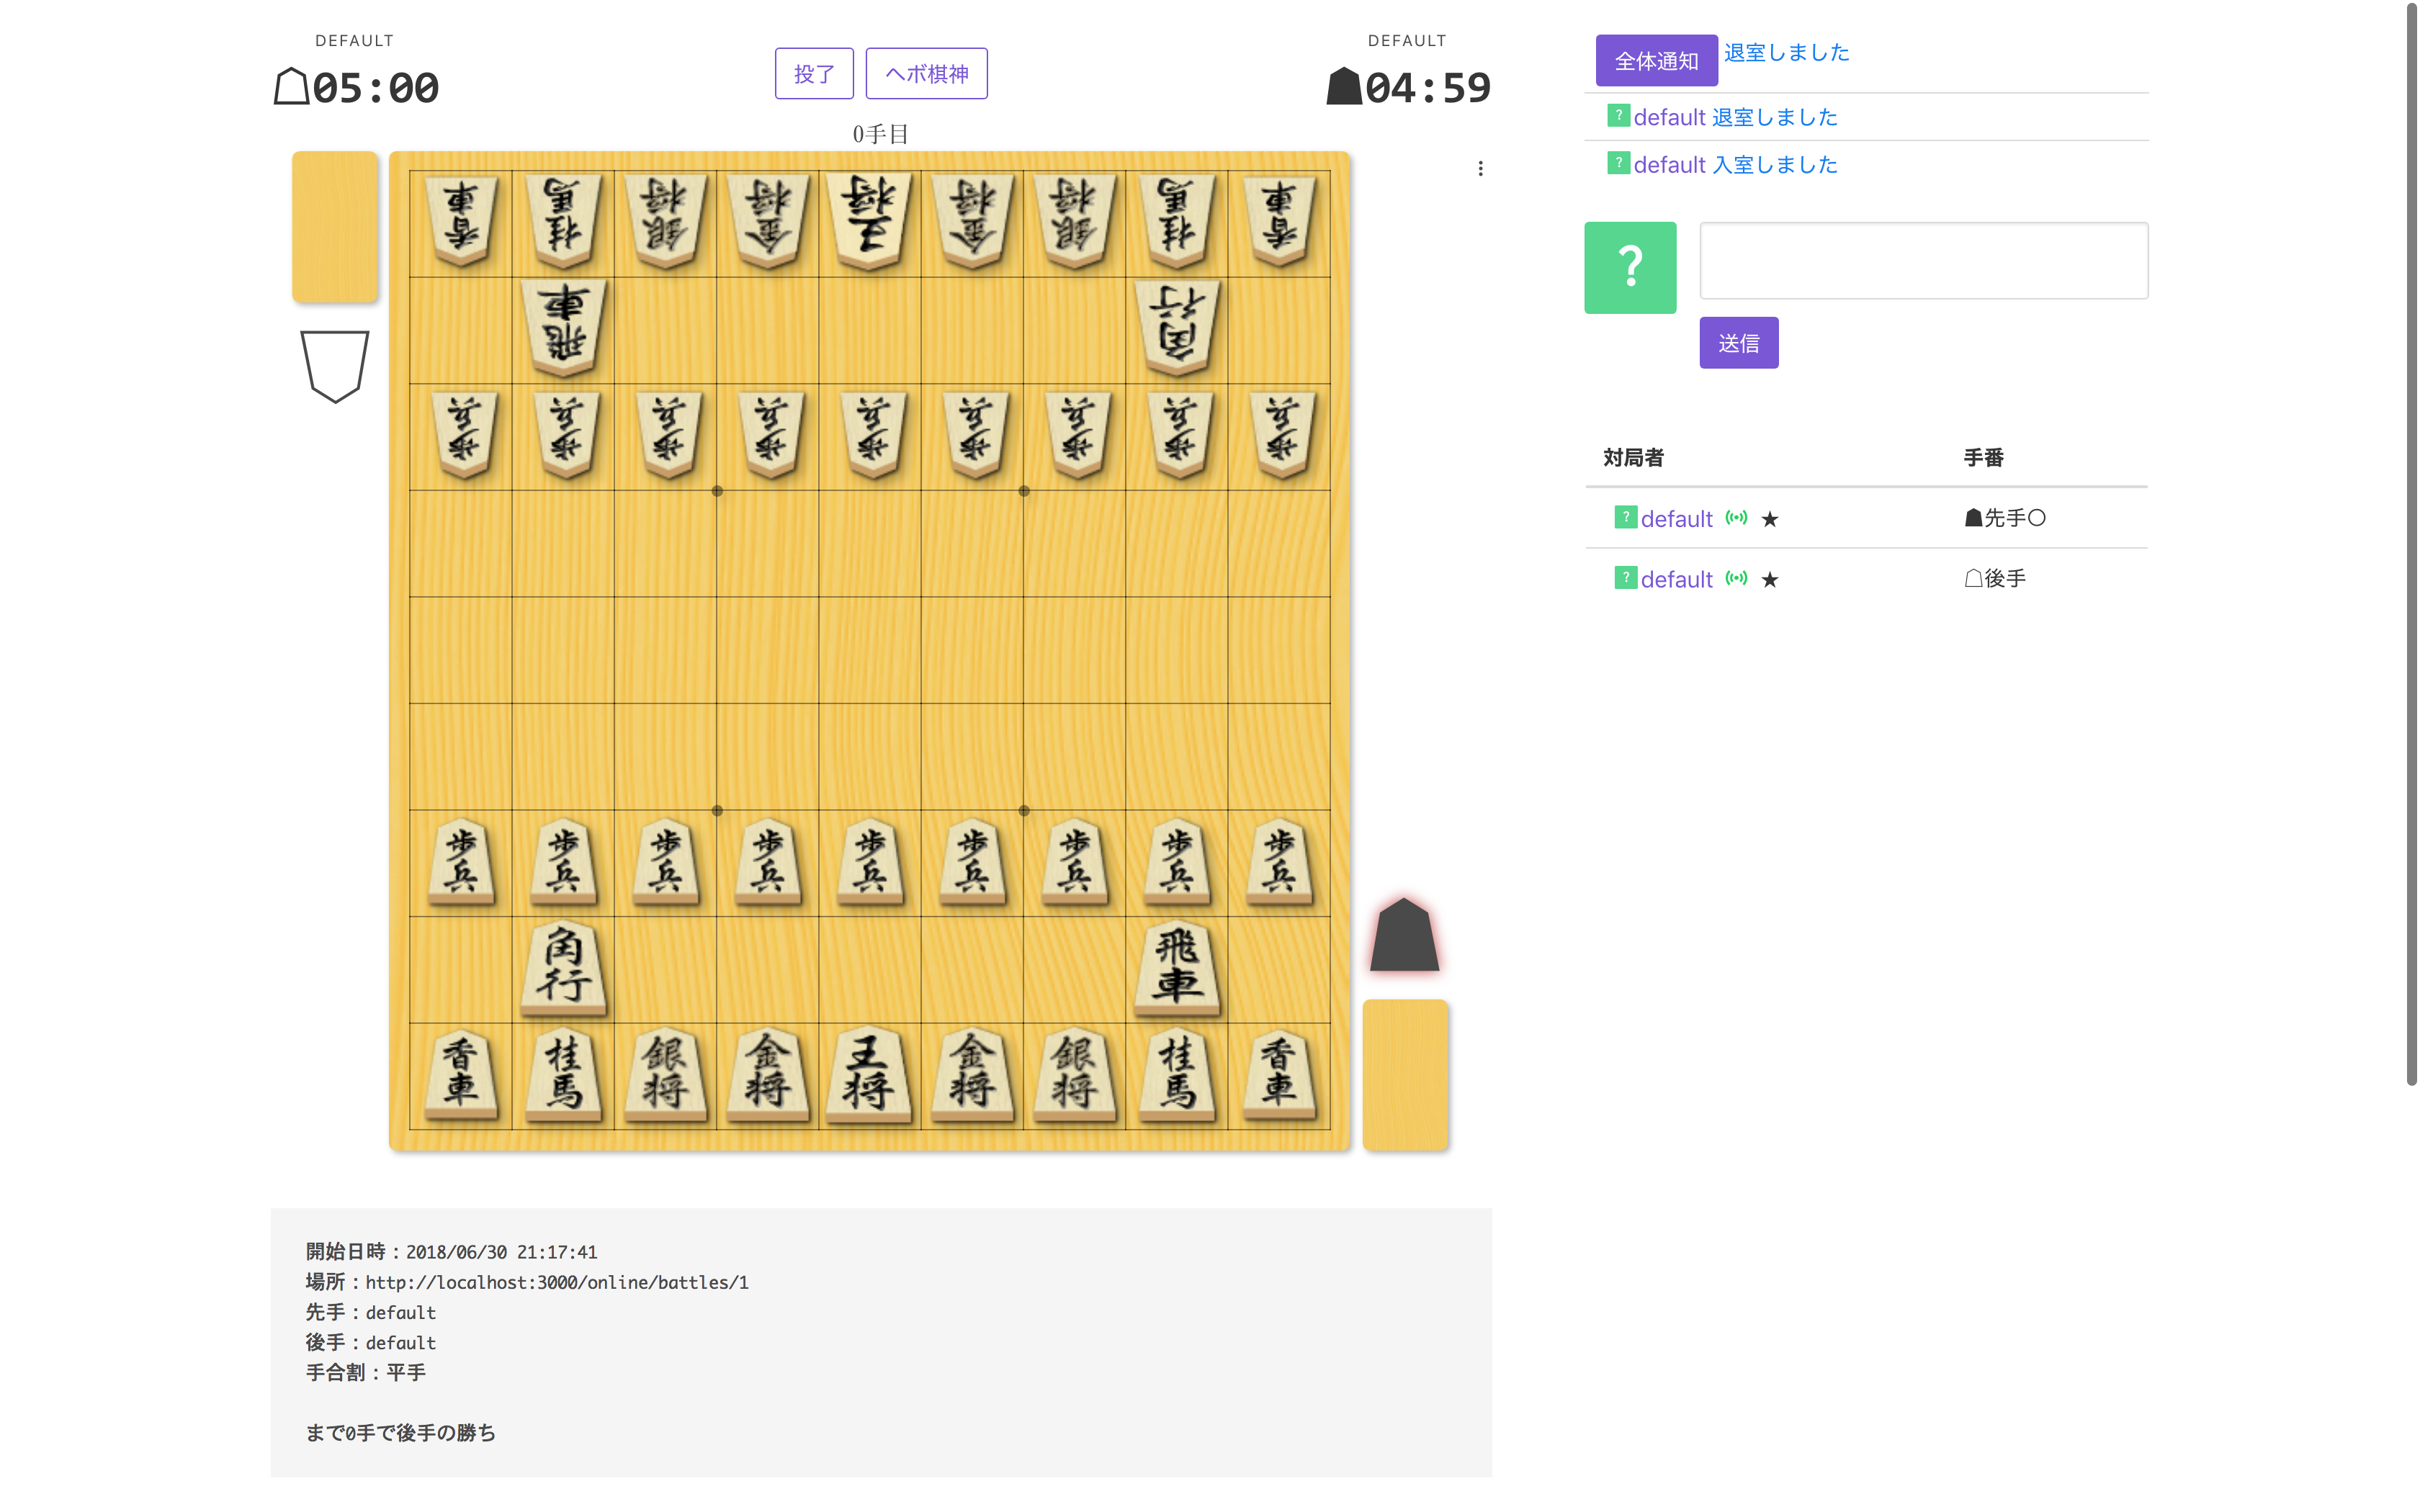 DEFAULT
05:00
投了 ヘボ棋神
DEFAULT
04:59
0手目
香車 桂馬 銀将 金将 王将 金将 銀将 桂馬 香車
飛車 角行
歩兵 歩兵 歩兵 歩兵 歩兵 歩兵 歩兵 歩兵 歩兵
歩兵 歩兵 歩兵 歩兵 歩兵 歩兵 歩兵 歩兵 歩兵
角行 飛車
香車 桂馬 銀将 金将 王将 金将 銀将 桂馬 香車
全体通知 退室しました
? default 退室しました
? default 入室しました
?
送信
対局者 手番
? default ★ ☗先手○
? default ★ ☖後手
開始日時：2018/06/30 21:17:41
場所：http://localhost:3000/online/battles/1
先手：default
後手：default
手合割：平手
まで0手で後手の勝ち